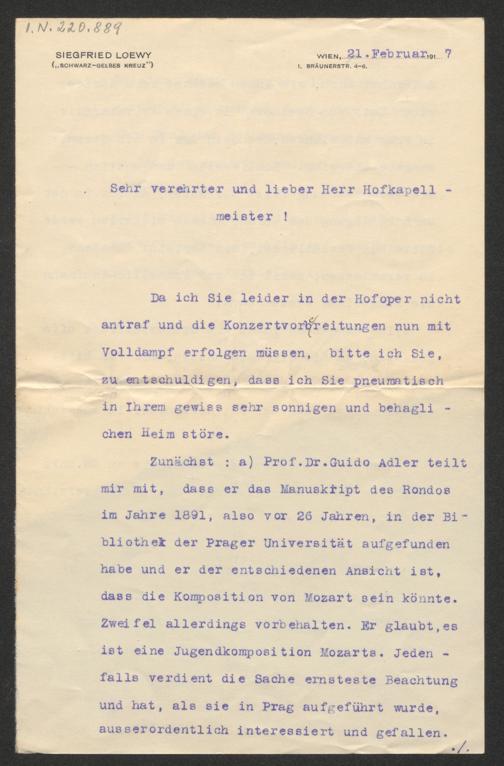 I.N. 220.889
SIEGFRIED LOEWY
(„SCHWARZ-GELBES KREUZ")
WIEN, 21. Februar 191 7
I. BRÄUNERSTR. 4-6.
Sehr verehrter und lieber Herr Hofkapell -
meister !
Da ich Sie leider in der Hofoper nicht
antraf und die Konzertvorbereitungen nun mit
Volldampf erfolgen müssen, bitte ich Sie,
zu entschuldigen, dass ich Sie pneumatisch
in Ihrem gewiss sehr sonnigen und behagli -
chen Heim störe.
Zunächst : a) Prof.Dr.Guido Adler teilt
mir mit, dass er das Manuskript des Rondos
im Jahre 1891, also vor 26 Jahren, in der Bi-
bliothek der Prager Universität aufgefunden
habe und er der entschiedenen Ansicht ist,
dass die Komposition von Mozart sein könnte.
Zweifel allerdings vorbehalten. Er glaubt,es
ist eine Jugendkomposition Mozarts. Jeden -
falls verdient die Sache ernsteste Beachtung
und hat, als sie in Prag aufgeführt wurde,
ausserordentlich interessiert und gefallen.
./.